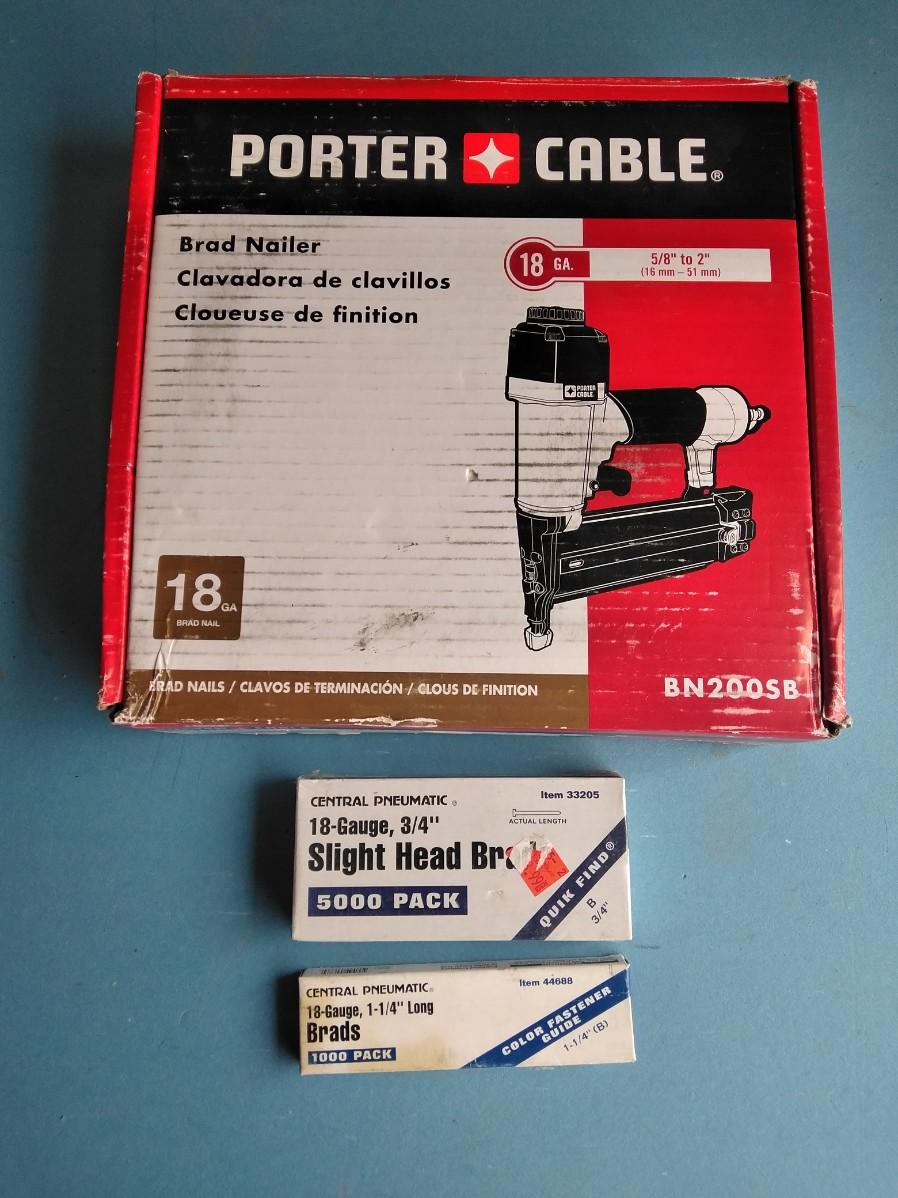 PORTER CABLE®
Brad Nailer
Clavadora de clavillos
Cloueuse de finition
18 GA.
5/8" to 2"
(16 mm – 51 mm)
PORTER
CABLE
18 GA
BRAD NAIL
BRAD NAILS / CLAVOS DE TERMINACIÓN / CLOUS DE FINITION
BN200SB
CENTRAL PNEUMATIC®
Item 33205
18-Gauge, 3/4"
ACTUAL LENGTH
Slight Head
5000 PACK
QUIK FIND®
B
3/4"
CENTRAL PNEUMATIC®
Item 44688
18-Gauge, 1-1/4" Long
Brads
1000 PACK
COLOR FASTENER
GUIDE
1-1/4" (B)